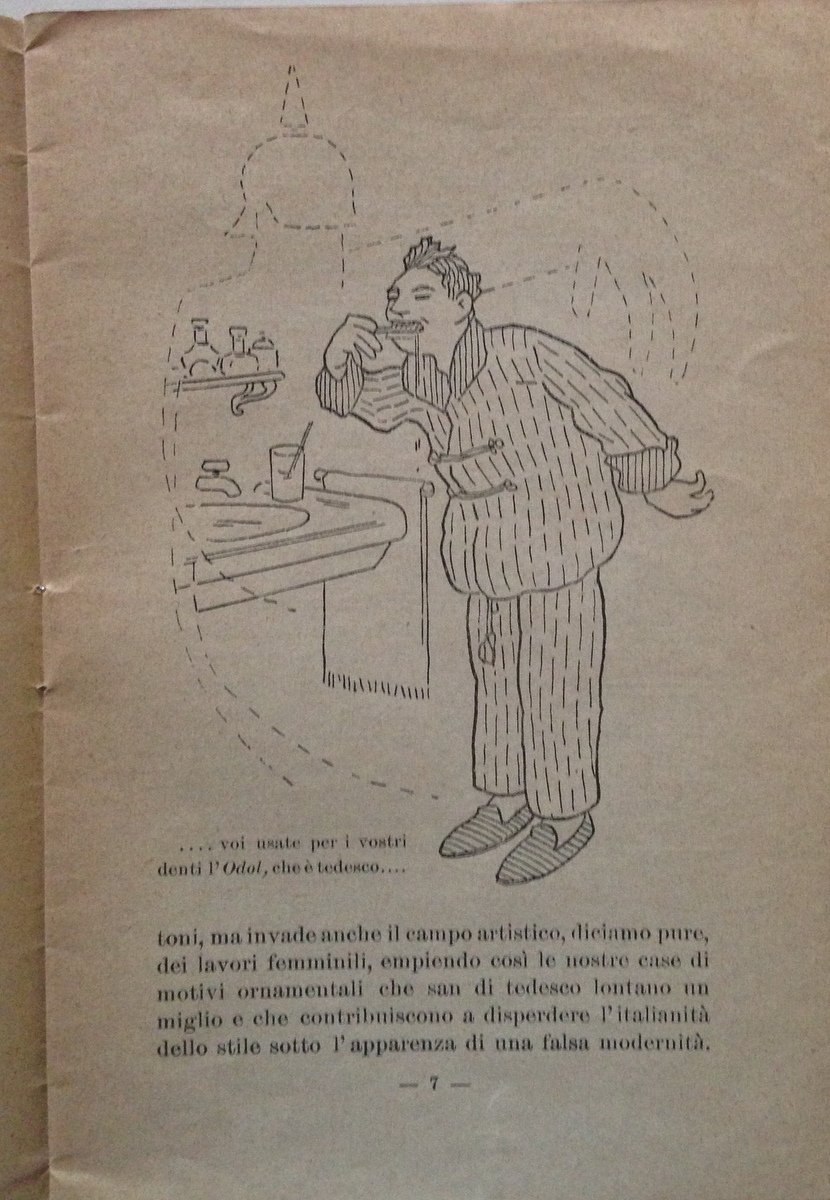 .... voi usate per i vostri
denti l'Odol, che è tedesco....
toni, ma invade anche il campo artistico, diciamo pure,
dei lavori femminili, empiendo così le nostre case di
motivi ornamentali che san di tedesco lontano un
miglio e che contribuiscono a disperdere l'italianità
dello stile sotto l'apparenza di una falsa modernità.
— 7 —